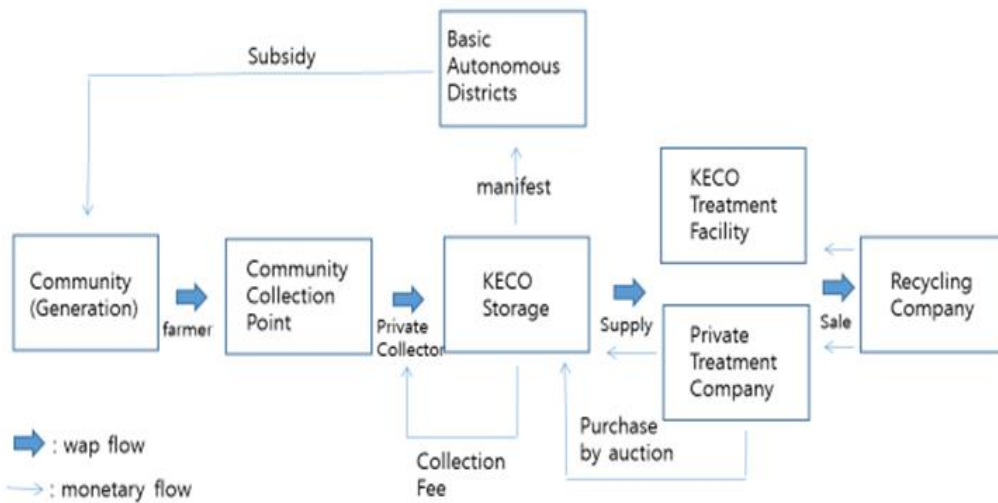 Subsidy
Basic
Autonomous
Districts
manifest
KECO
Treatment
Facility
Community
(Generation)
farmer
Community
Collection
Point
Private
Collector
KECO
Storage
Supply
Private
Treatment
Company
Sale
Recycling
Company
Collection
Fee
Purchase
by auction
: wap flow
: monetary flow